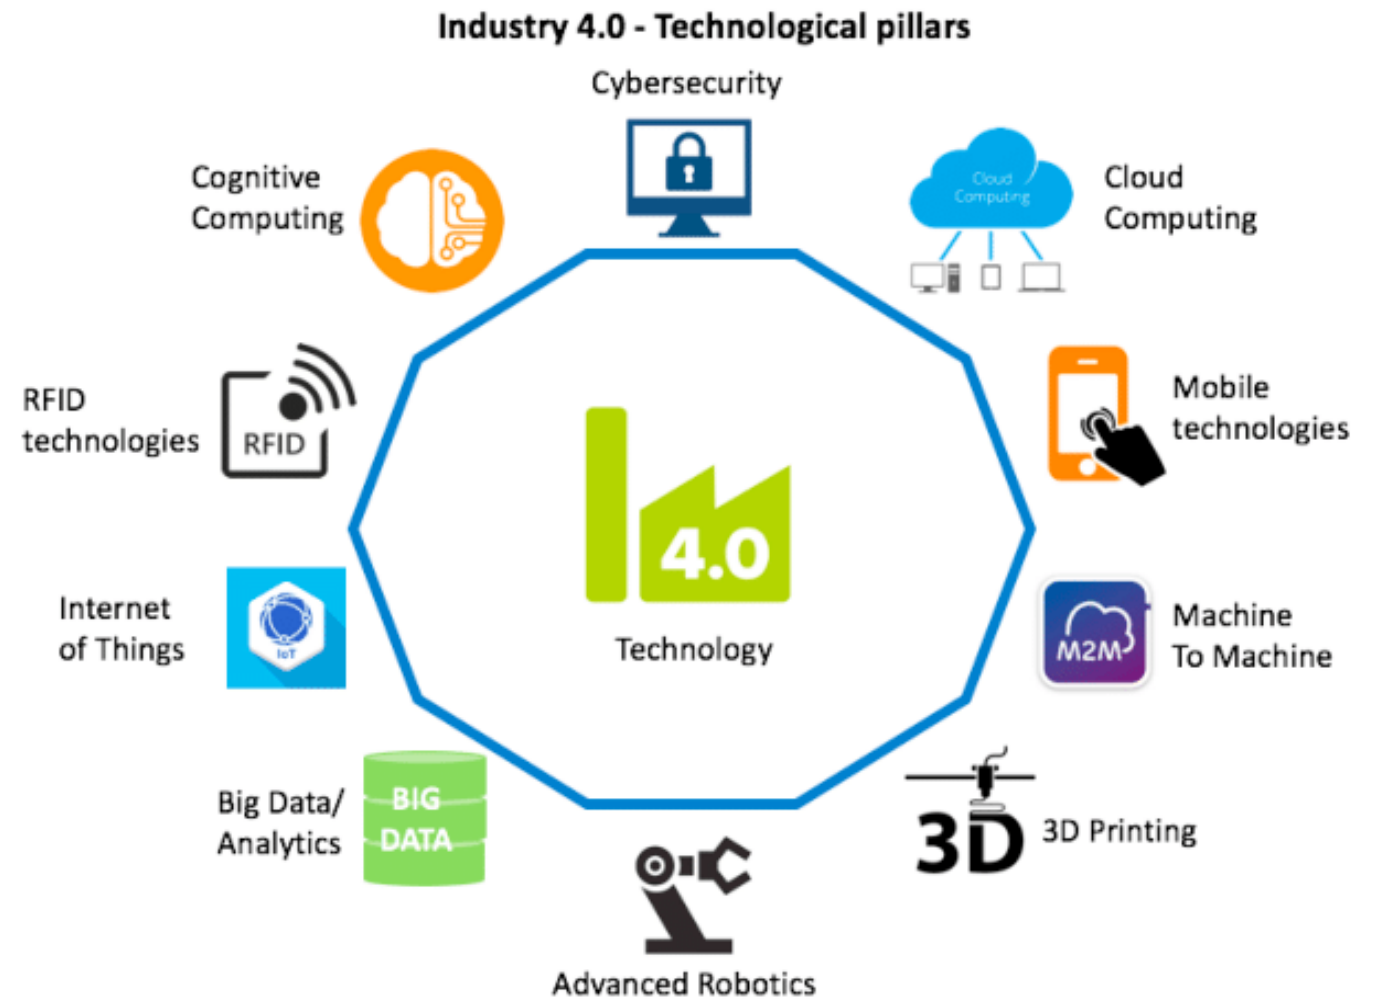 Industry 4.0 - Technological pillars
Cybersecurity
Cognitive
Computing
Cloud
Computing
Cloud
Computing
RFID
technologies
RFID
Mobile
technologies
4.0
Technology
Internet
of Things
IoT
M2M
Machine
To Machine
Big Data/
Analytics
BIG
DATA
3D
3D Printing
Advanced Robotics